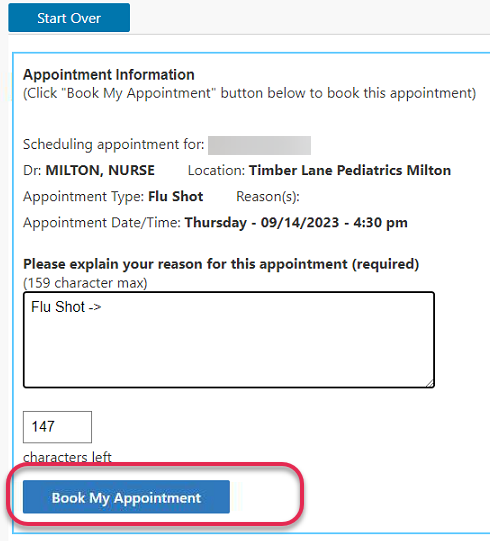 Start Over
Appointment Information
(Click "Book My Appointment" button below to book this appointment)
Scheduling appointment for:
Dr: MILTON, NURSE Location: Timber Lane Pediatrics Milton
Appointment Type: Flu Shot Reason(s):
Appointment Date/Time: Thursday - 09/14/2023 - 4:30 pm
Please explain your reason for this appointment (required)
(159 character max)
Flu Shot ->
147
characters left
Book My Appointment